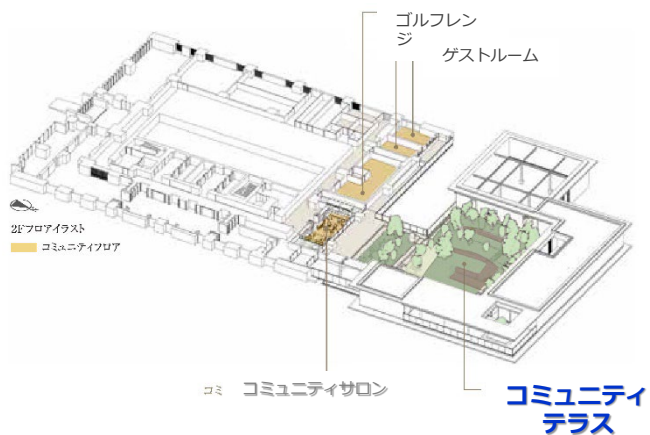 ゴルフレン
ジ
ゲストルーム
2Fフロアイラスト
コミュニティフロア
コミ
コミュニティサロン
コミュニティ
テラス